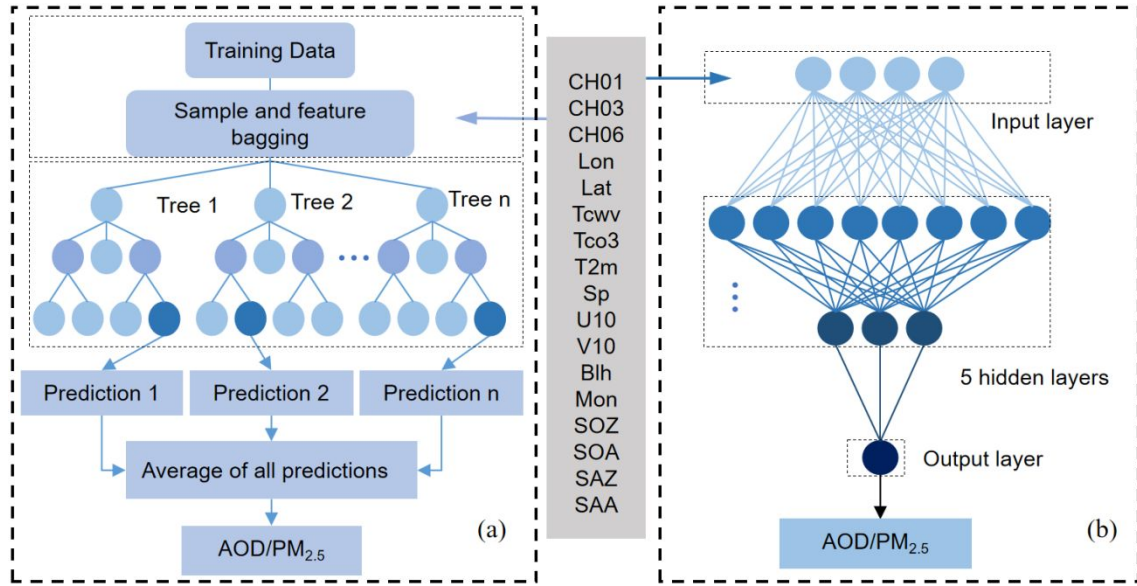 Training Data
Sample and feature
bagging
Tree 1
Tree 2
Tree n
Prediction 1
Prediction 2
Prediction n
Average of all predictions
AOD/PM2.5
(a)
CH01
CH03
CH06
Lon
Lat
Tcwv
Tco3
T2m
Sp
U10
V10
Blh
Mon
SOZ
SOA
SAZ
SAA
Input layer
5 hidden layers
Output layer
AOD/PM2.5
(b)